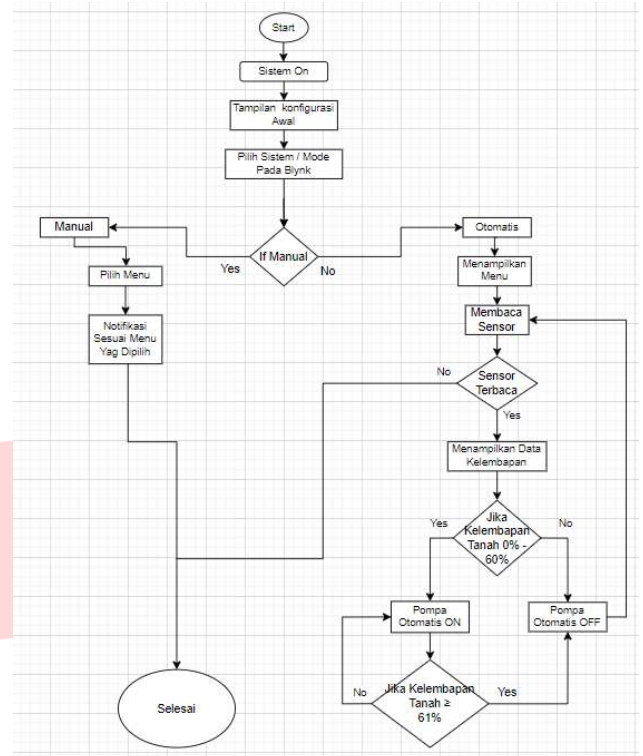 Start
Sistem On
Tampilan konfigurasi
Awal
Pilih Sistem / Mode
Pada Blynk
If Manual
Yes
No
Manual
Pilih Menu
Notifikasi
Sesuai Menu
Yag Dipilih
Otomatis
Menampilkan
Menu
Membaca
Sensor
Sensor
Terbaca
No
Yes
Menampilkan Data
Kelembapan
Jika
Kelembapan
Tanah 0% -
60%
Yes
No
Pompa
Otomatis ON
Pompa
Otomatis OFF
Jika Kelembapan
Tanah ≥
61%
No
Yes
Selesai